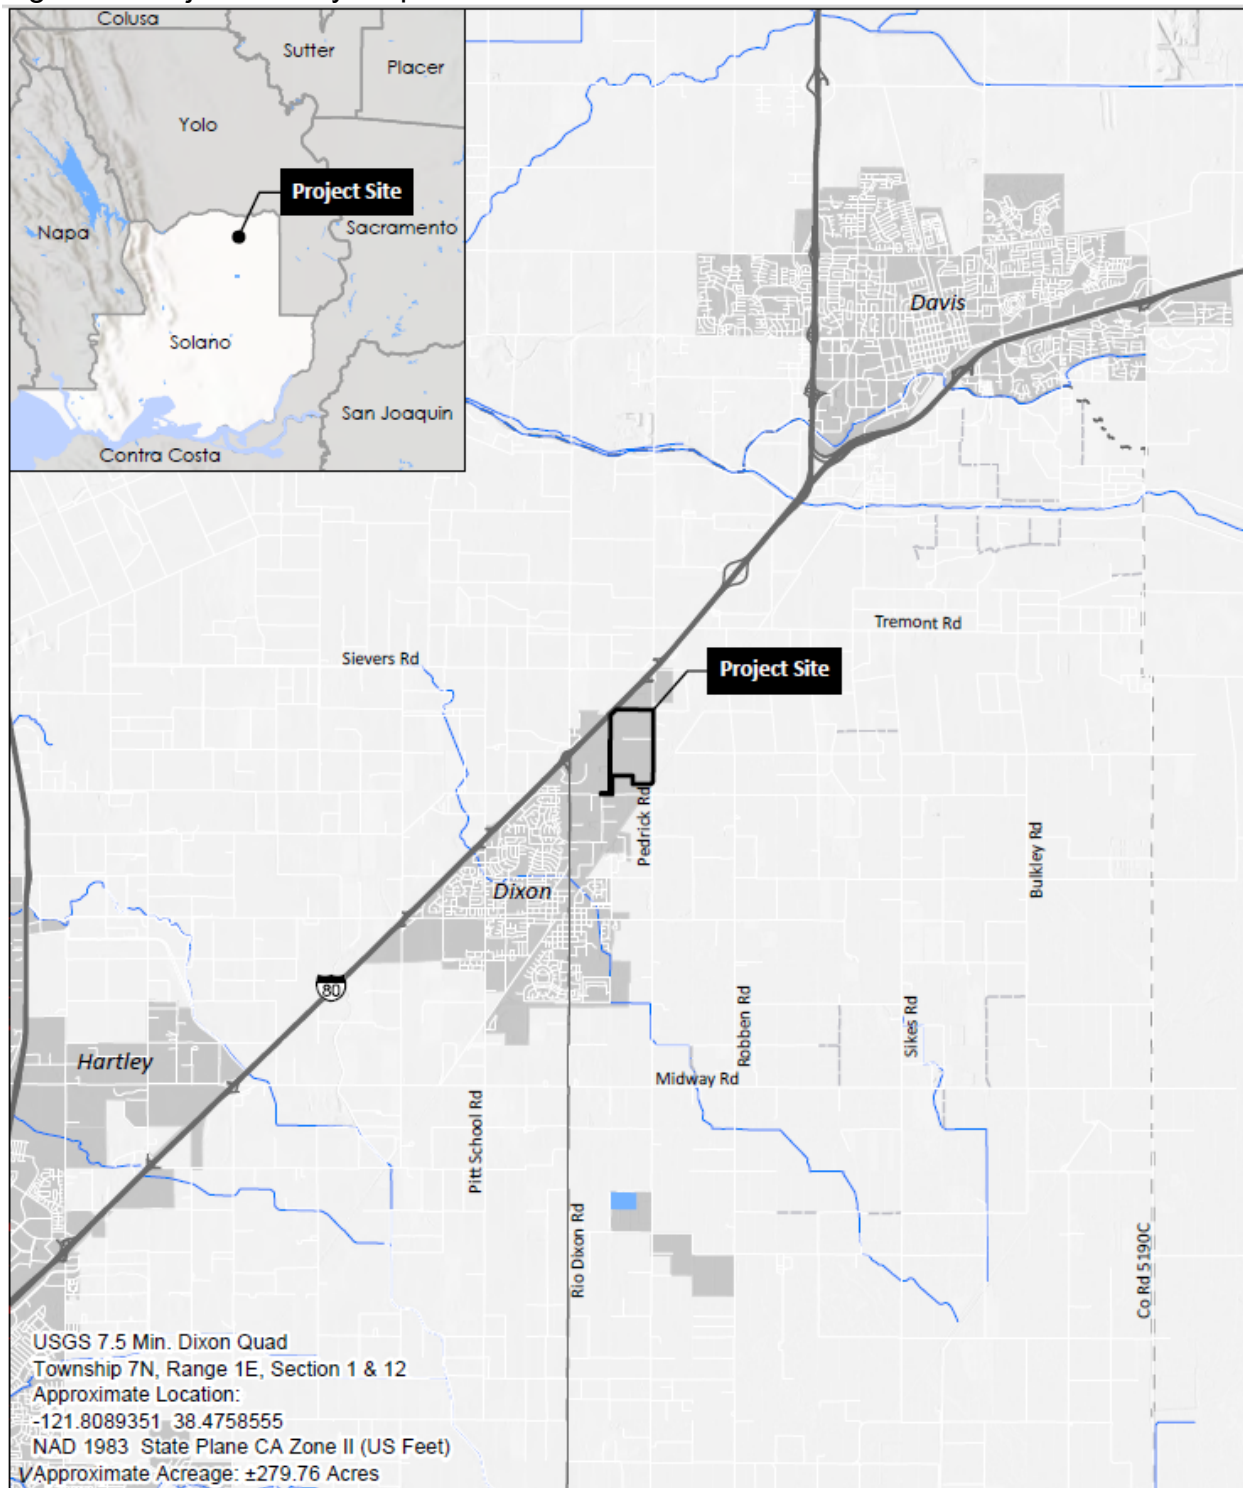 Colusa
Sutter
Placer
Yolo
Project Site
Napa
Sacramento
Solano
San Joaquin
Contra Costa
Davis
Tremont Rd
Sievers Rd
Project Site
Pedrick Rd
Bulkley Rd
Dixon
80
Robben Rd
Sikes Rd
Hartley
Midway Rd
Pitt School Rd
Rio Dixon Rd
Co Rd 5190C
USGS 7.5 Min. Dixon Quad
Township 7N, Range 1E, Section 1 & 12
Approximate Location:
-121.8089351 38.4758555
NAD 1983 State Plane CA Zone II (US Feet)
Approximate Acreage: ±279.76 Acres